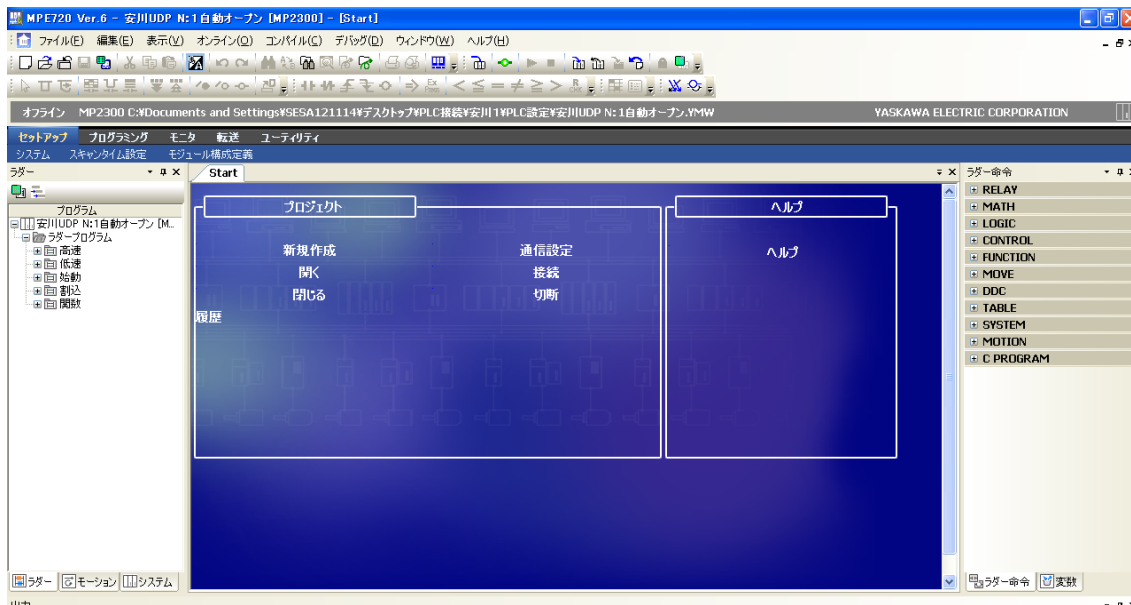 MPE720 Ver.6 - 安川UDP N:1自動オープン [MP2300] - [Start]
ファイル(F) 編集(E) 表示(V) オンライン(O) コンパイル(C) デバッグ(D) ウィンドウ(W) ヘルプ(H)
オフライン MP2300 C:¥Documents and Settings¥SESA121114¥デスクトップ¥PLC接続¥安川1¥PLC設定¥安川UDP N:1自動オープン.YMW YASKAWA ELECTRIC CORPORATION
セットアップ プログラミング モニタ 転送 ユーティリティ
システム スキャンタイム設定 モジュール構成定義
ラダー
プログラム
安川UDP N:1自動オープン [M...
ラダープログラム
高速
低速
始動
割込
関数
Start
プロジェクト
新規作成 通信設定
開く 接続
閉じる 切断
履歴
ヘルプ
ヘルプ
ラダー命令
RELAY
MATH
LOGIC
CONTROL
FUNCTION
MOVE
DDC
TABLE
SYSTEM
MOTION
C PROGRAM
ラダー モーション システム
ラダー命令 変数